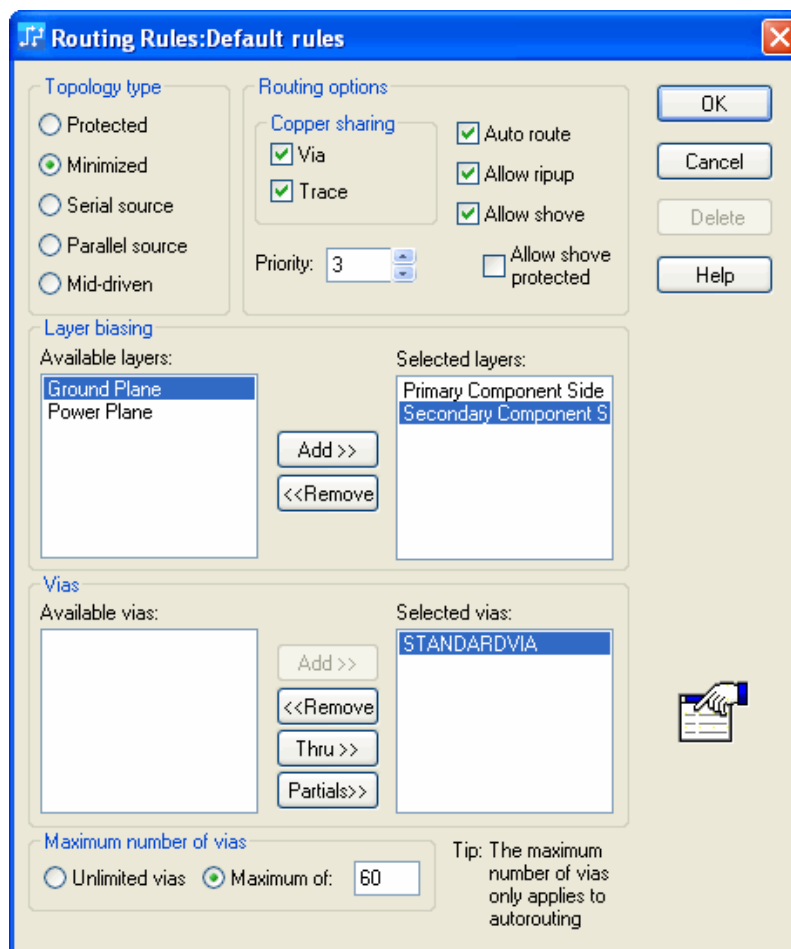 Routing Rules:Default rules
Topology type
Protected
Minimized
Serial source
Parallel source
Mid-driven
Routing options
Copper sharing
Via
Trace
Priority: 3
Auto route
Allow ripup
Allow shove
Allow shove
protected
OK
Cancel
Delete
Help
Layer biasing
Available layers:
Ground Plane
Power Plane
Add >>
<<Remove
Selected layers:
Primary Component Side
Secondary Component S
Vias
Available vias:
Add >>
<<Remove
Thru >>
Partials>>
Selected vias:
STANDARDVIA
Maximum number of vias
Unlimited vias Maximum of: 60
Tip: The maximum
number of vias
only applies to
autorouting